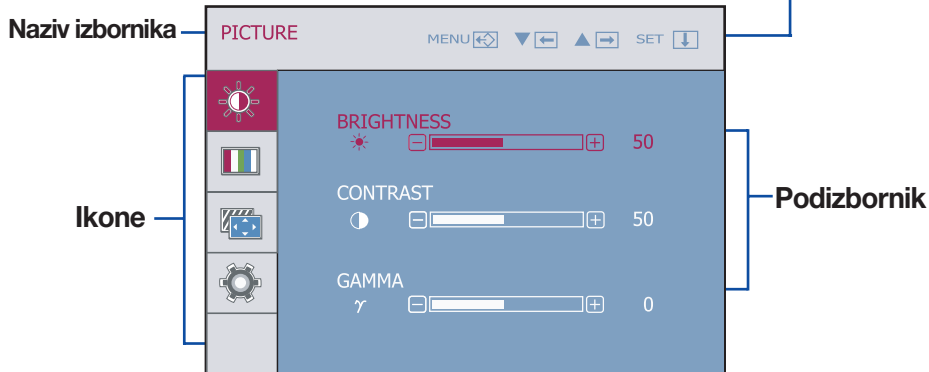 Naziv izbornika
PICTURE MENU ▼ ▲ SET
BRIGHTNESS
50
CONTRAST
50
GAMMA
γ 0
Ikone
Podizbornik